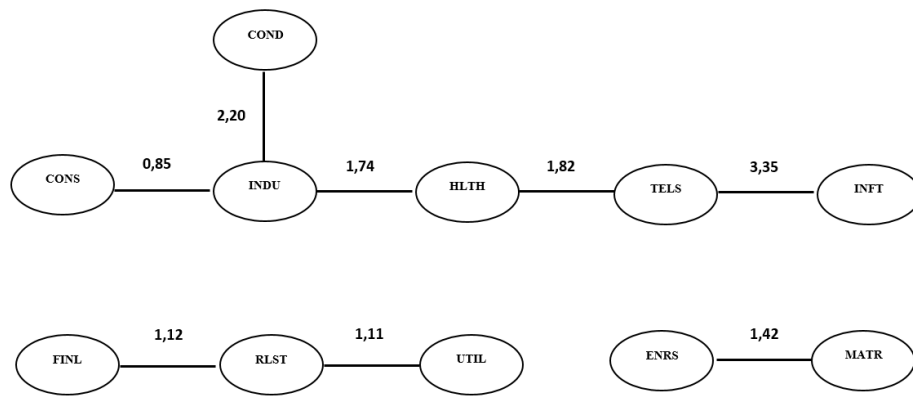 COND
2,20
0,85
1,74
1,82
3,35
CONS
INDU
HLTH
TELS
INFT
1,12
1,11
1,42
FINL
RLST
UTIL
ENRS
MATR